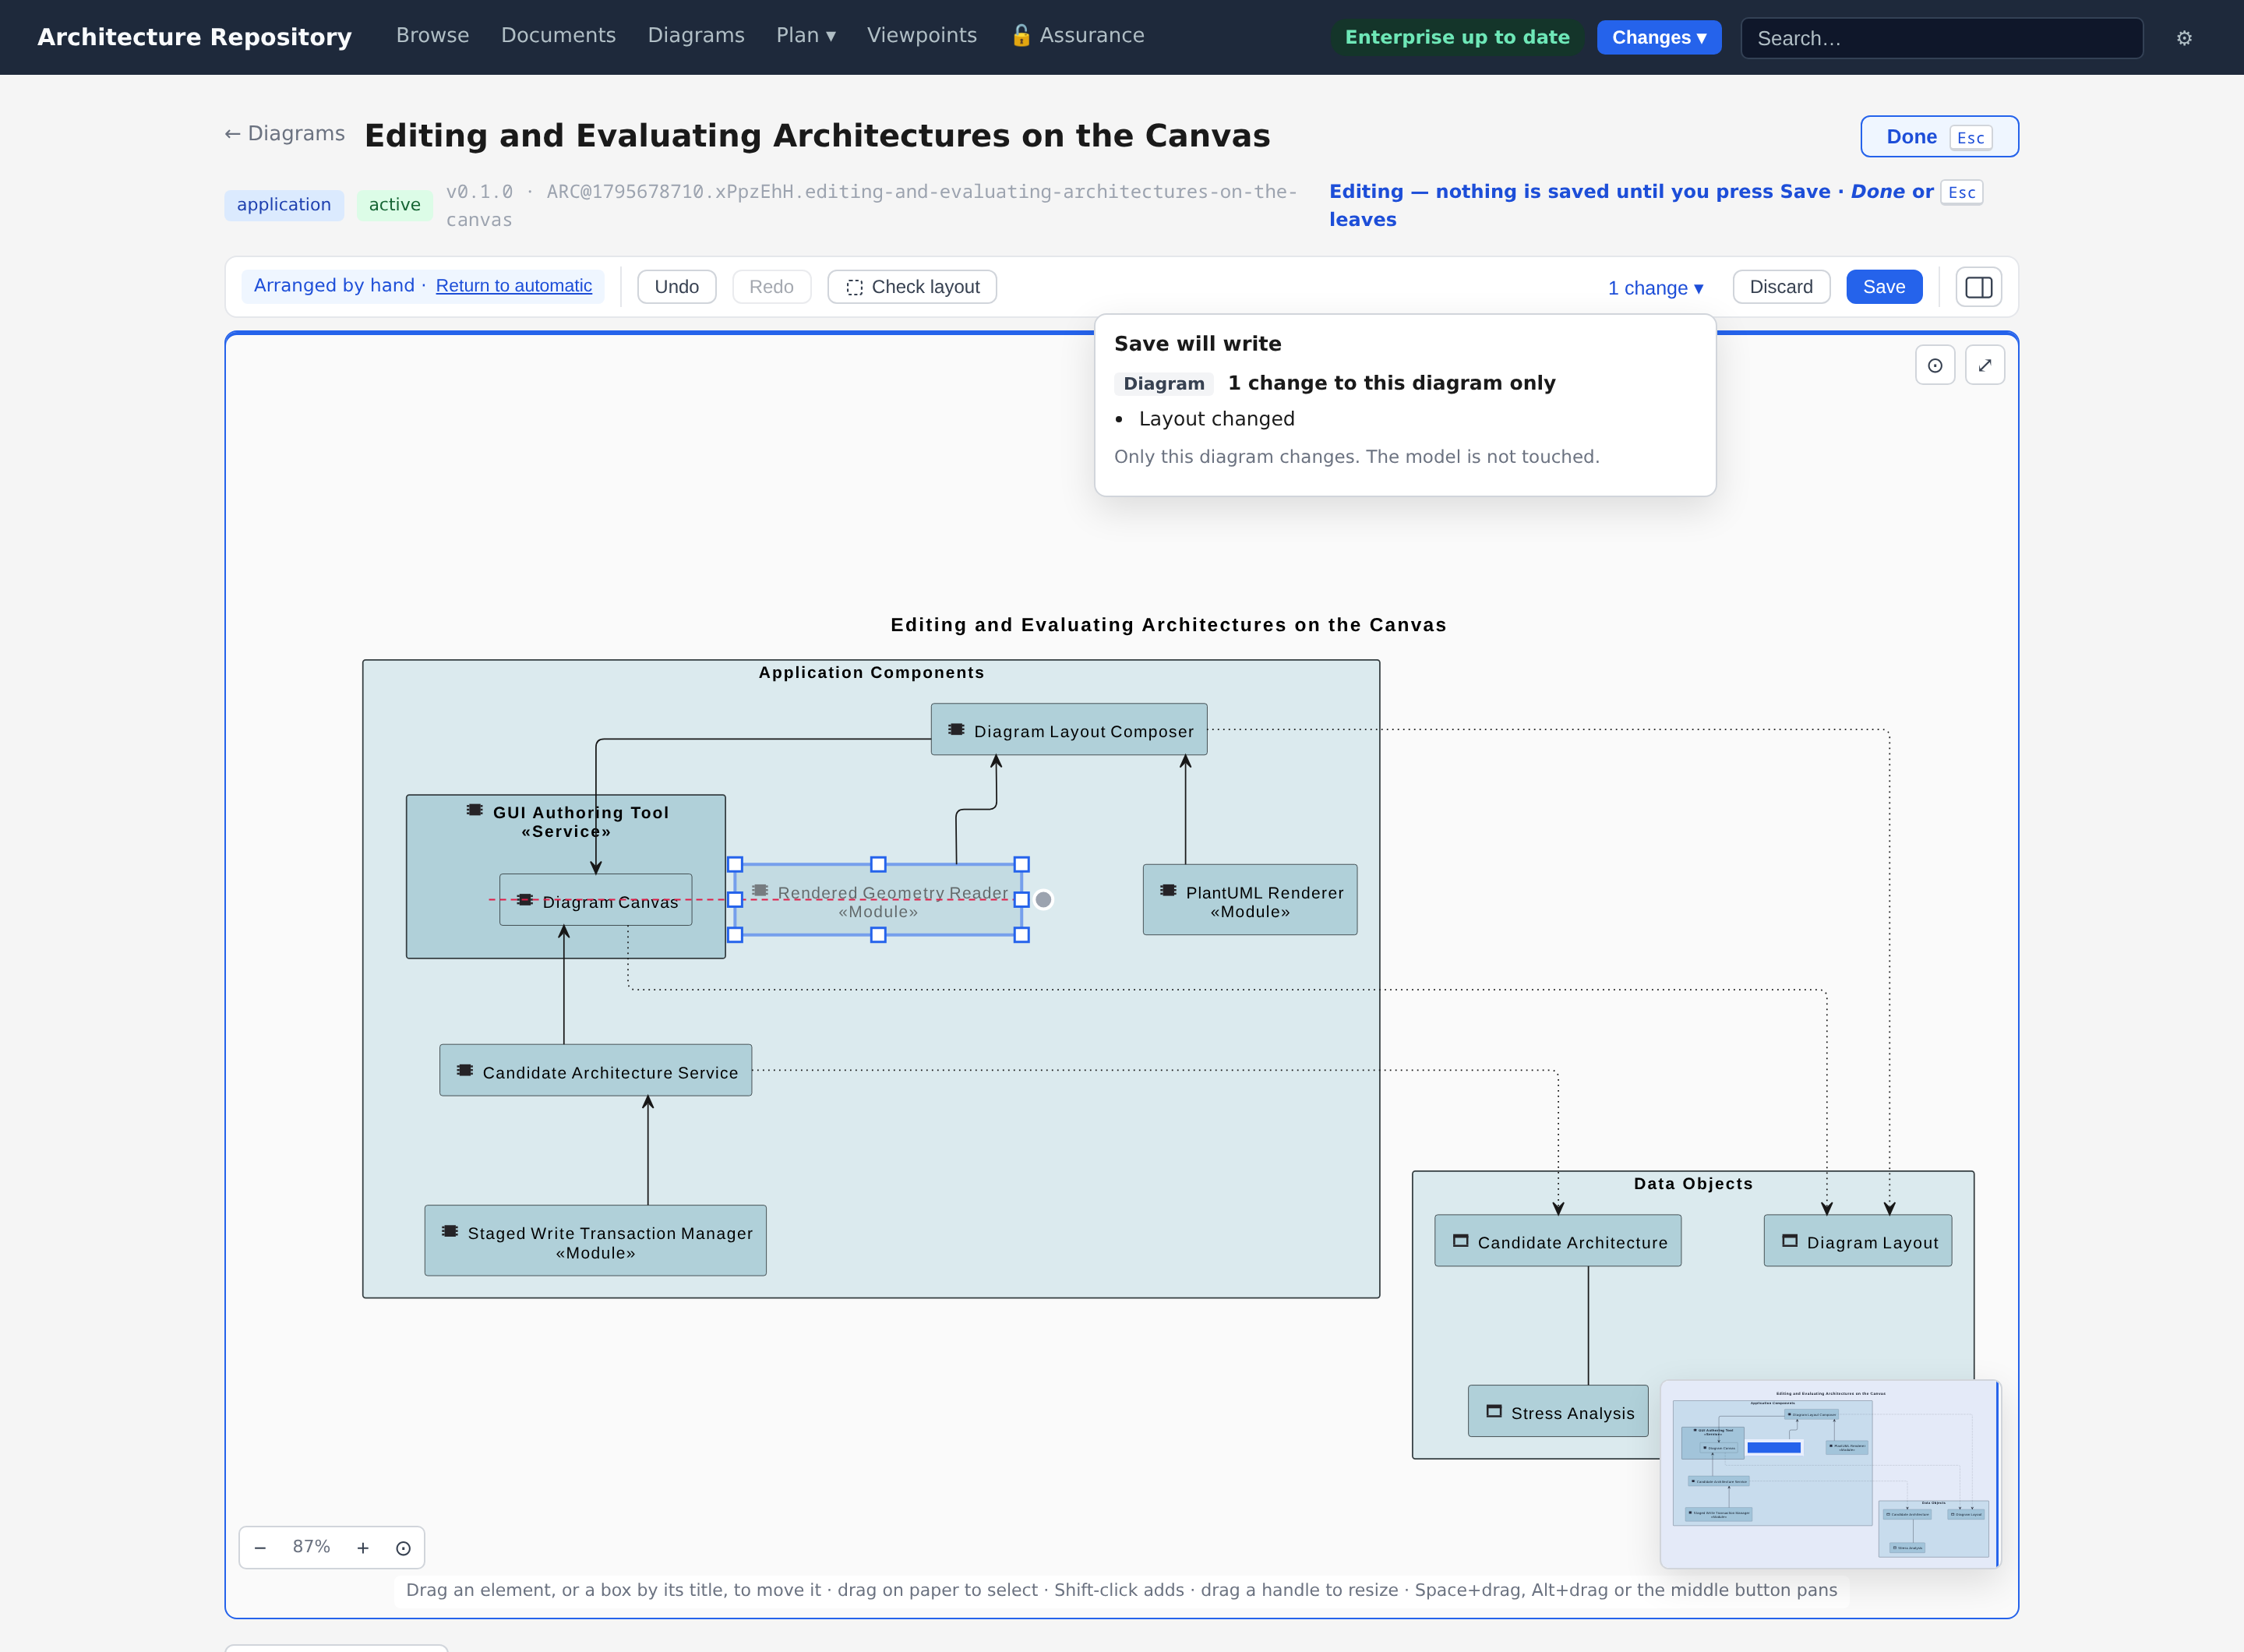 Architecture Repository
Browse
Documents
Diagrams
Plan ▾
Viewpoints
🔓 Assurance
Enterprise up to date
Changes ▾
Search…
← Diagrams
Editing and Evaluating Architectures on the Canvas
Done Esc
application
active
v0.1.0 · ARC@1795678710.xPpzEhH.editing-and-evaluating-architectures-on-the-
canvas
Editing — nothing is saved until you press Save · Done or Esc
leaves
Arranged by hand · Return to automatic
Undo
Redo
Check layout
1 change ▾
Discard
Save
Save will write
Diagram 1 change to this diagram only
• Layout changed
Only this diagram changes. The model is not touched.
Editing and Evaluating Architectures on the Canvas
Application Components
Diagram Layout Composer
GUI Authoring Tool
«Service»
Diagram Canvas
Rendered Geometry Reader
«Module»
PlantUML Renderer
«Module»
Candidate Architecture Service
Staged Write Transaction Manager
«Module»
Data Objects
Candidate Architecture
Diagram Layout
Stress Analysis
− 87% +
Drag an element, or a box by its title, to move it · drag on paper to select · Shift-click adds · drag a handle to resize · Space+drag, Alt+drag or the middle button pans